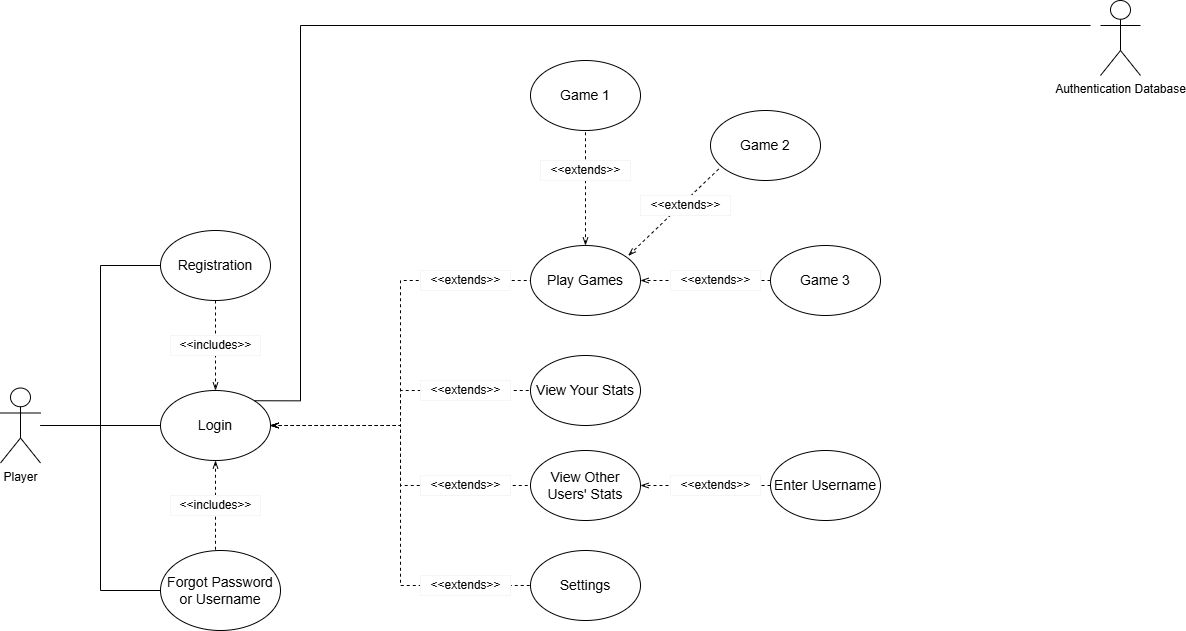 Authentication Database
Game 1
Game 2
<<extends>>
<<extends>>
Registration
Play Games
<<extends>>
<<extends>>
Game 3
<<includes>>
View Your Stats
<<extends>>
Login
Player
View Other
Users' Stats
<<extends>>
<<extends>>
Enter Username
<<includes>>
Forgot Password
or Username
<<extends>>
Settings